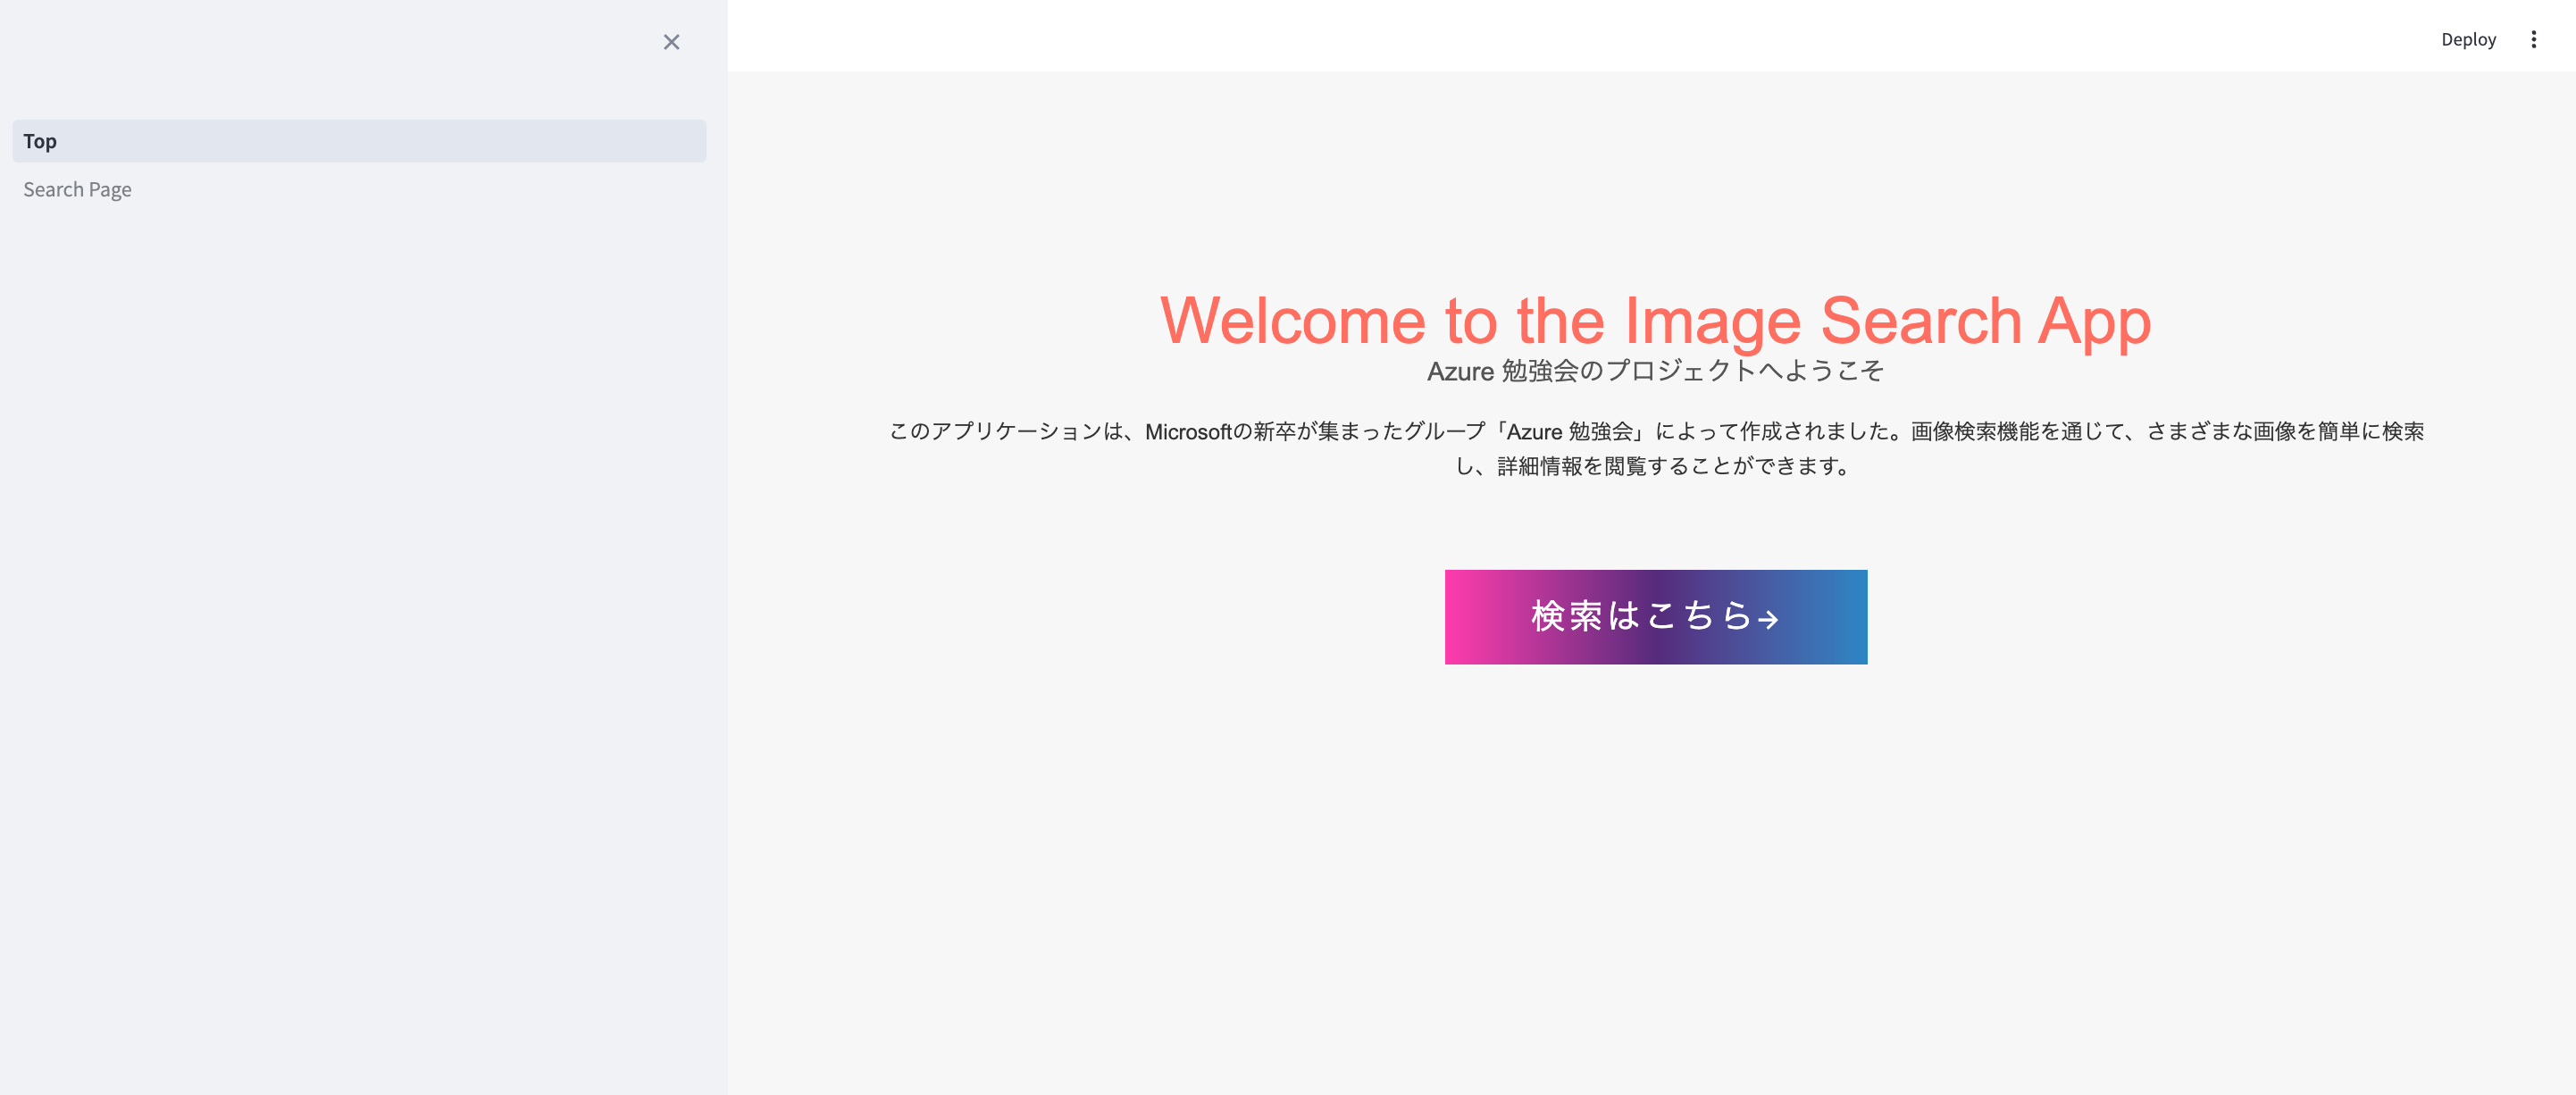 Deploy
Top
Search Page
Welcome to the Image Search App
Azure 勉強会のプロジェクトへようこそ
このアプリケーションは、Microsoftの新卒が集まったグループ「Azure 勉強会」によって作成されました。画像検索機能を通じて、さまざまな画像を簡単に検索
し、詳細情報を閲覧することができます。
検索はこちら→